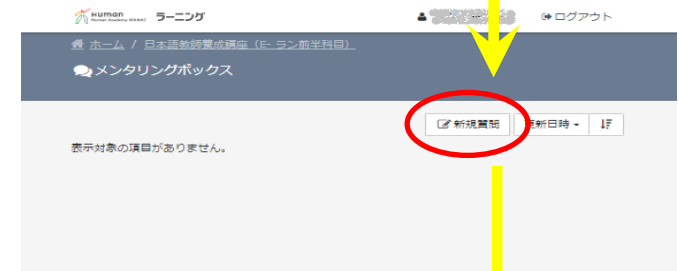 Human ラーニング
ログアウト
ホーム / 日本語教師養成講座（E- ラン前半科目）
メンタリングボックス
新規質問 更新日時
表示対象の項目がありません。